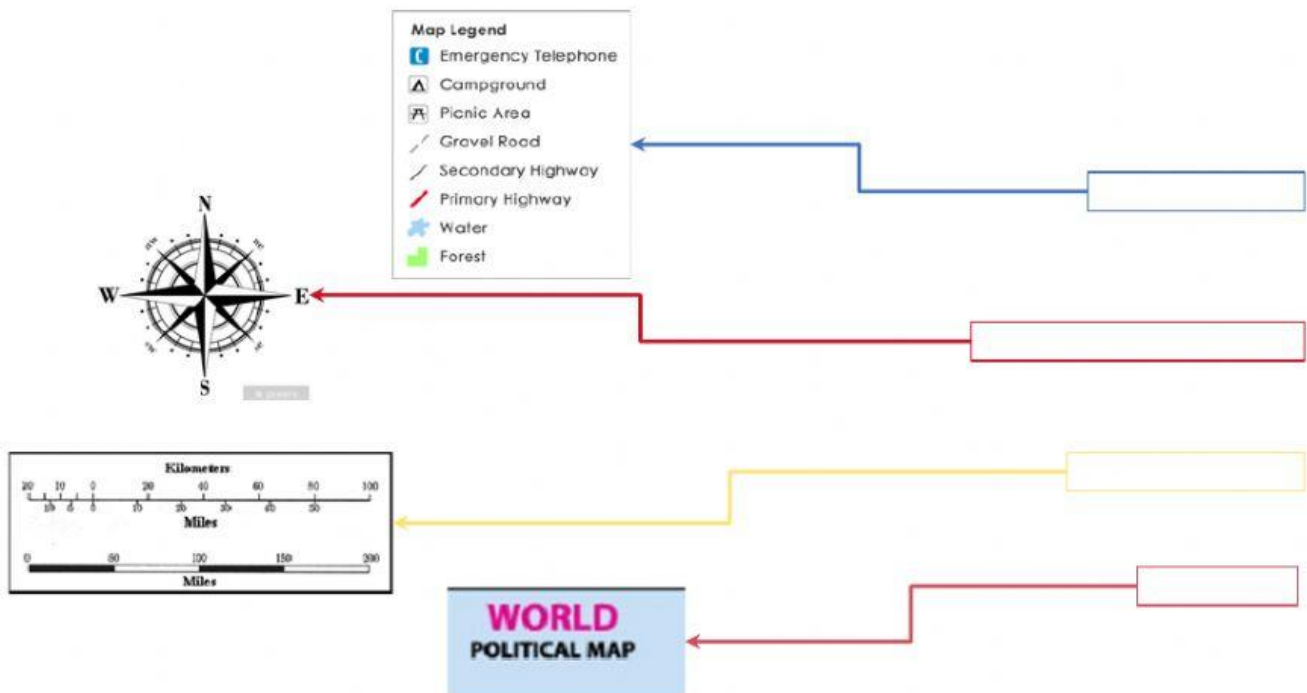 Map Legend
Emergency Telephone
Campground
Picnic Area
Gravel Road
Secondary Highway
Primary Highway
Water
Forest
N
W
E
S
Kilometers
20 10 0 20 40 60 80 100
10 5 0 10 20 30 40 50
Miles
0 50 100 150 200
Miles
WORLD
POLITICAL MAP